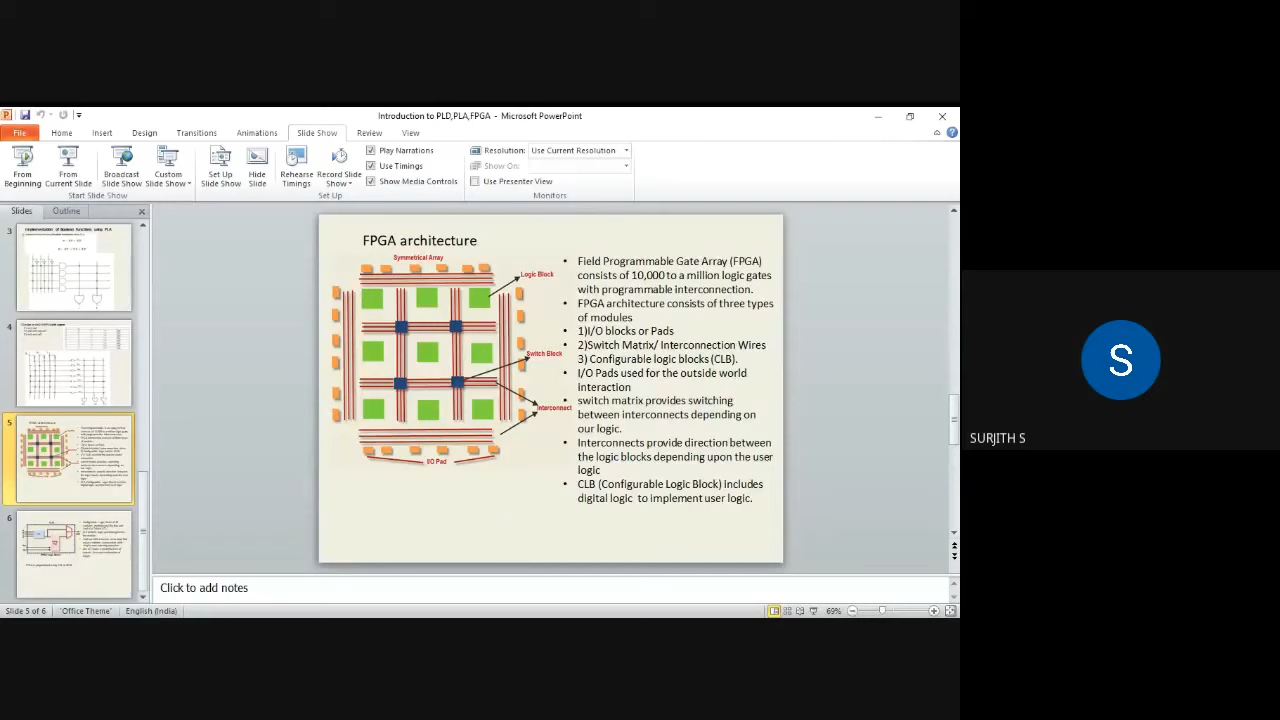 Introduction to PLD,PLA,FPGA - Microsoft PowerPoint
File Home Insert Design Transitions Animations Slide Show Review View
From Beginning
From Current Slide
Broadcast Slide Show
Custom Slide Show
Set Up Slide Show
Hide Slide
Rehearse Timings
Record Slide Show
Play Narrations
Use Timings
Show Media Controls
Resolution: Use Current Resolution
Show On:
Use Presenter View
Start Slide Show
Set Up
Monitors
Slides Outline
3
4
5
6
FPGA architecture
Symmetrical Array
Logic Block
Switch Block
Interconnect
I/O Pad
• Field Programmable Gate Array (FPGA)
consists of 10,000 to a million logic gates
with programmable interconnection.
• FPGA architecture consists of three types
of modules
• 1)I/O blocks or Pads
• 2)Switch Matrix/ Interconnection Wires
3) Configurable logic blocks (CLB).
• I/O Pads used for the outside world
interaction
• switch matrix provides switching
between interconnects depending on
our logic.
• Interconnects provide direction between
the logic blocks depending upon the user
logic
• CLB (Configurable Logic Block) includes
digital logic to implement user logic.
Click to add notes
Slide 5 of 6 "Office Theme" English (India)
69%
S
SURJITH S